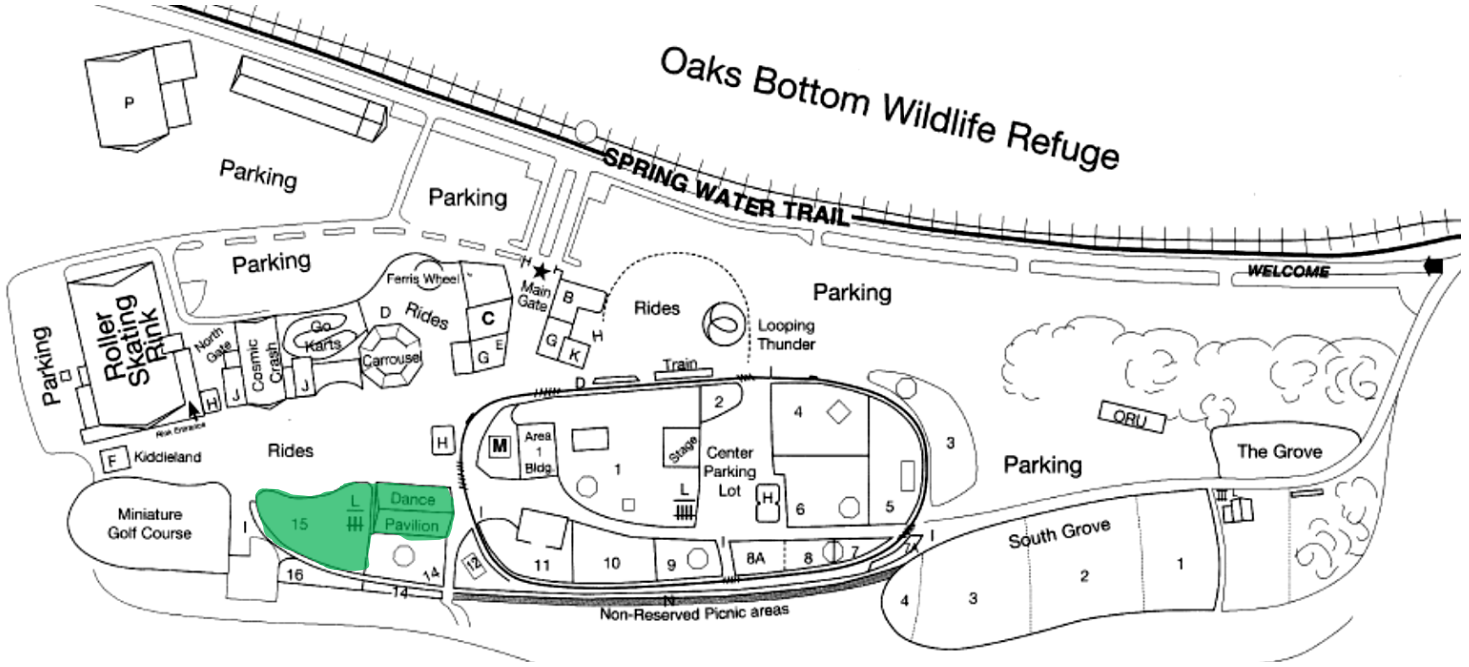 Oaks Bottom Wildlife Refuge
SPRING WATER TRAIL
P
Parking
Parking
Parking
Parking
Parking
WELCOME
Roller
Skating
Rink
North
Gate
Cosmic
Crash
Go
Karts
Ferris Wheel
D
Rides
Carrousel
C
G
E
H
H
Main
Gate
B
G
K
H
Rides
Looping
Thunder
Train
D
I
J
J
H
Rink Entrance
F
Kiddieland
Rides
H
M
Area
1
Bldg.
1
Stage
2
Center
Parking
Lot
L
H
4
6
5
3
Parking
ORU
The Grove
Miniature
Golf Course
I
15
L
Dance
Pavilion
14
16
14
12
I
11
10
9
I
8A
8
7
I
N
Non-Reserved Picnic areas
South Grove
4
3
2
1
L